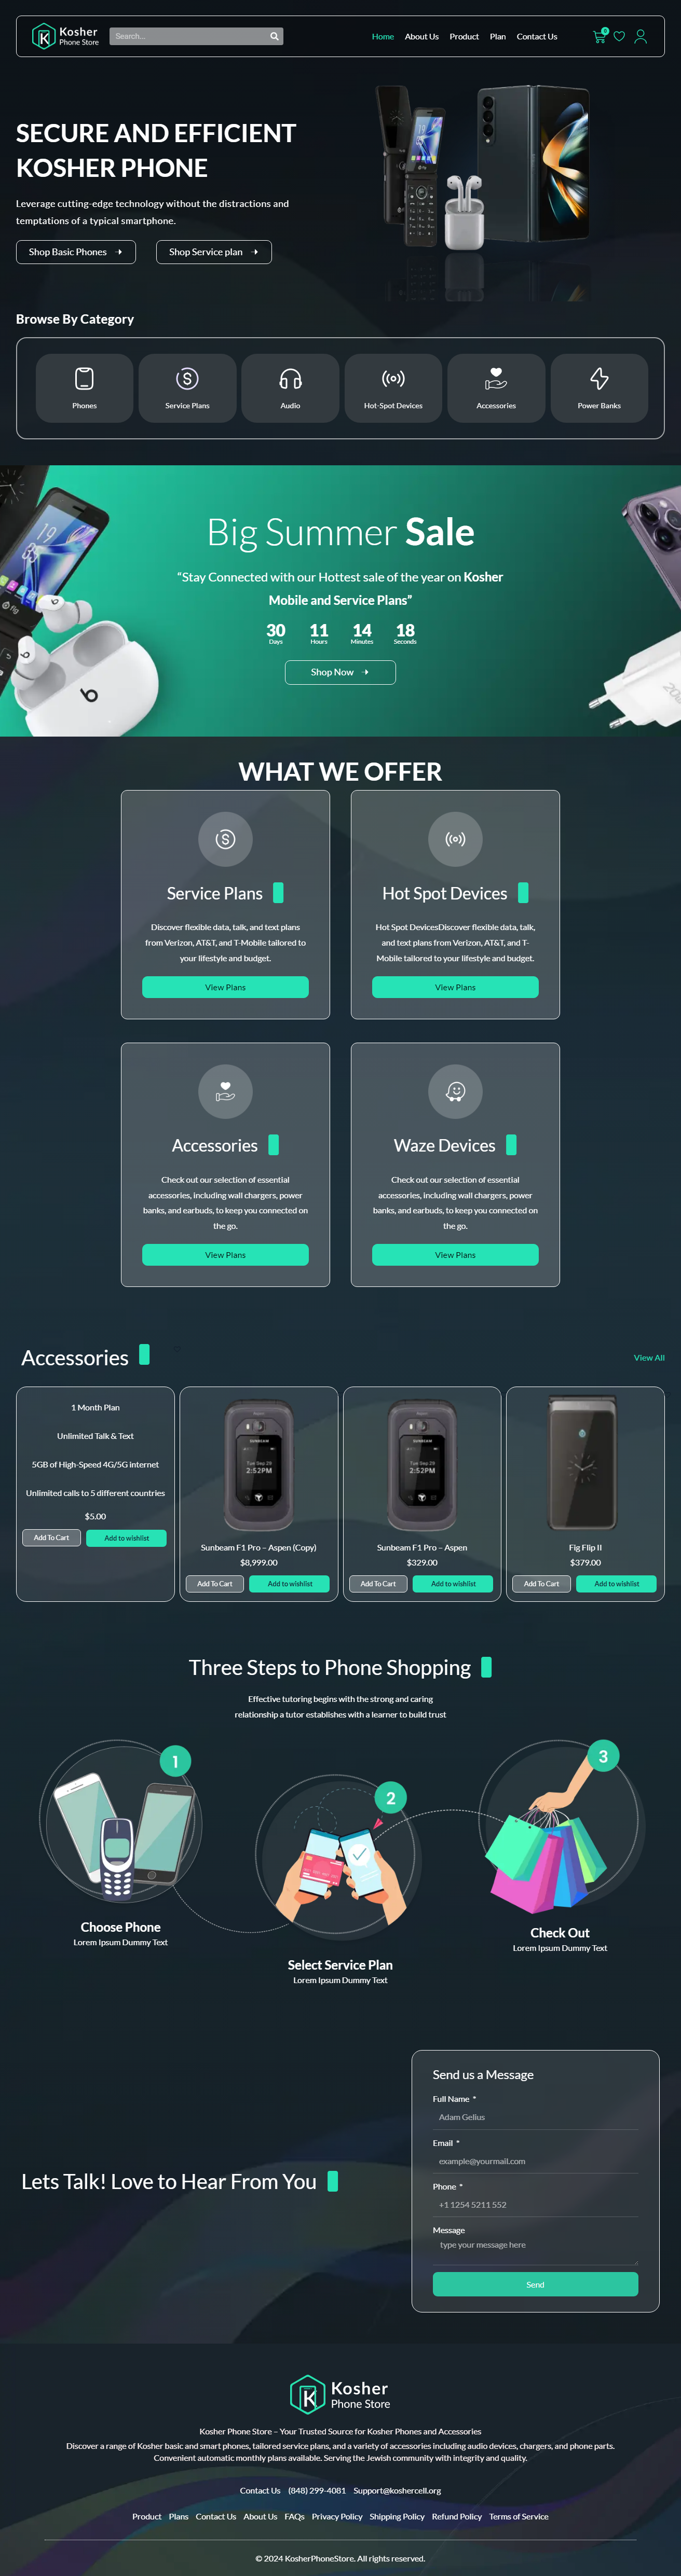 Kosher
Phone Store
Search...
Home About Us Product Plan Contact Us
0
SECURE AND EFFICIENT
KOSHER PHONE
Leverage cutting-edge technology without the distractions and
temptations of a typical smartphone.
Shop Basic Phones
Shop Service plan
Browse By Category
Phones
Service Plans
Audio
Hot-Spot Devices
Accessories
Power Banks
Big Summer Sale
“Stay Connected with our Hottest sale of the year on Kosher
Mobile and Service Plans”
30 11 14 18
Days Hours Minutes Seconds
Shop Now
WHAT WE OFFER
Service Plans
Discover flexible data, talk, and text plans
from Verizon, AT&T, and T-Mobile tailored to
your lifestyle and budget.
View Plans
Hot Spot Devices
Hot Spot DevicesDiscover flexible data, talk,
and text plans from Verizon, AT&T, and T-
Mobile tailored to your lifestyle and budget.
View Plans
Accessories
Check out our selection of essential
accessories, including wall chargers, power
banks, and earbuds, to keep you connected on
the go.
View Plans
Waze Devices
Check out our selection of essential
accessories, including wall chargers, power
banks, and earbuds, to keep you connected on
the go.
View Plans
Accessories
View All
1 Month Plan
Unlimited Talk & Text
5GB of High-Speed 4G/5G internet
Unlimited calls to 5 different countries
$5.00
Add To Cart
Add to wishlist
SUNBEAM
Tue Sep 29
2:52PM
Sunbeam F1 Pro – Aspen (Copy)
$8,999.00
Add To Cart
Add to wishlist
SUNBEAM
Tue Sep 29
2:52PM
Sunbeam F1 Pro – Aspen
$329.00
Add To Cart
Add to wishlist
Fig Flip II
$379.00
Add To Cart
Add to wishlist
Three Steps to Phone Shopping
Effective tutoring begins with the strong and caring
relationship a tutor establishes with a learner to build trust
1
Choose Phone
Lorem Ipsum Dummy Text
2
Select Service Plan
Lorem Ipsum Dummy Text
3
Check Out
Lorem Ipsum Dummy Text
Lets Talk! Love to Hear From You
Send us a Message
Full Name *
Adam Gelius
Email *
example@yourmail.com
Phone *
+1 1254 5211 552
Message
type your message here
Send
Kosher
Phone Store
Kosher Phone Store – Your Trusted Source for Kosher Phones and Accessories
Discover a range of Kosher basic and smart phones, tailored service plans, and a variety of accessories including audio devices, chargers, and phone parts.
Convenient automatic monthly plans available. Serving the Jewish community with integrity and quality.
Contact Us (848) 299-4081 Support@koshercell.org
Product Plans Contact Us About Us FAQs Privacy Policy Shipping Policy Refund Policy Terms of Service
© 2024 KosherPhoneStore. All rights reserved.